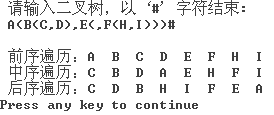 请输入二叉树，以‘#’字符结束：
A(B(C,D),E(,F(H,I)))#
前序遍历：A B C D E F H I
中序遍历：C B D A E H F I
后序遍历：C D B H I F E A
Press any key to continue